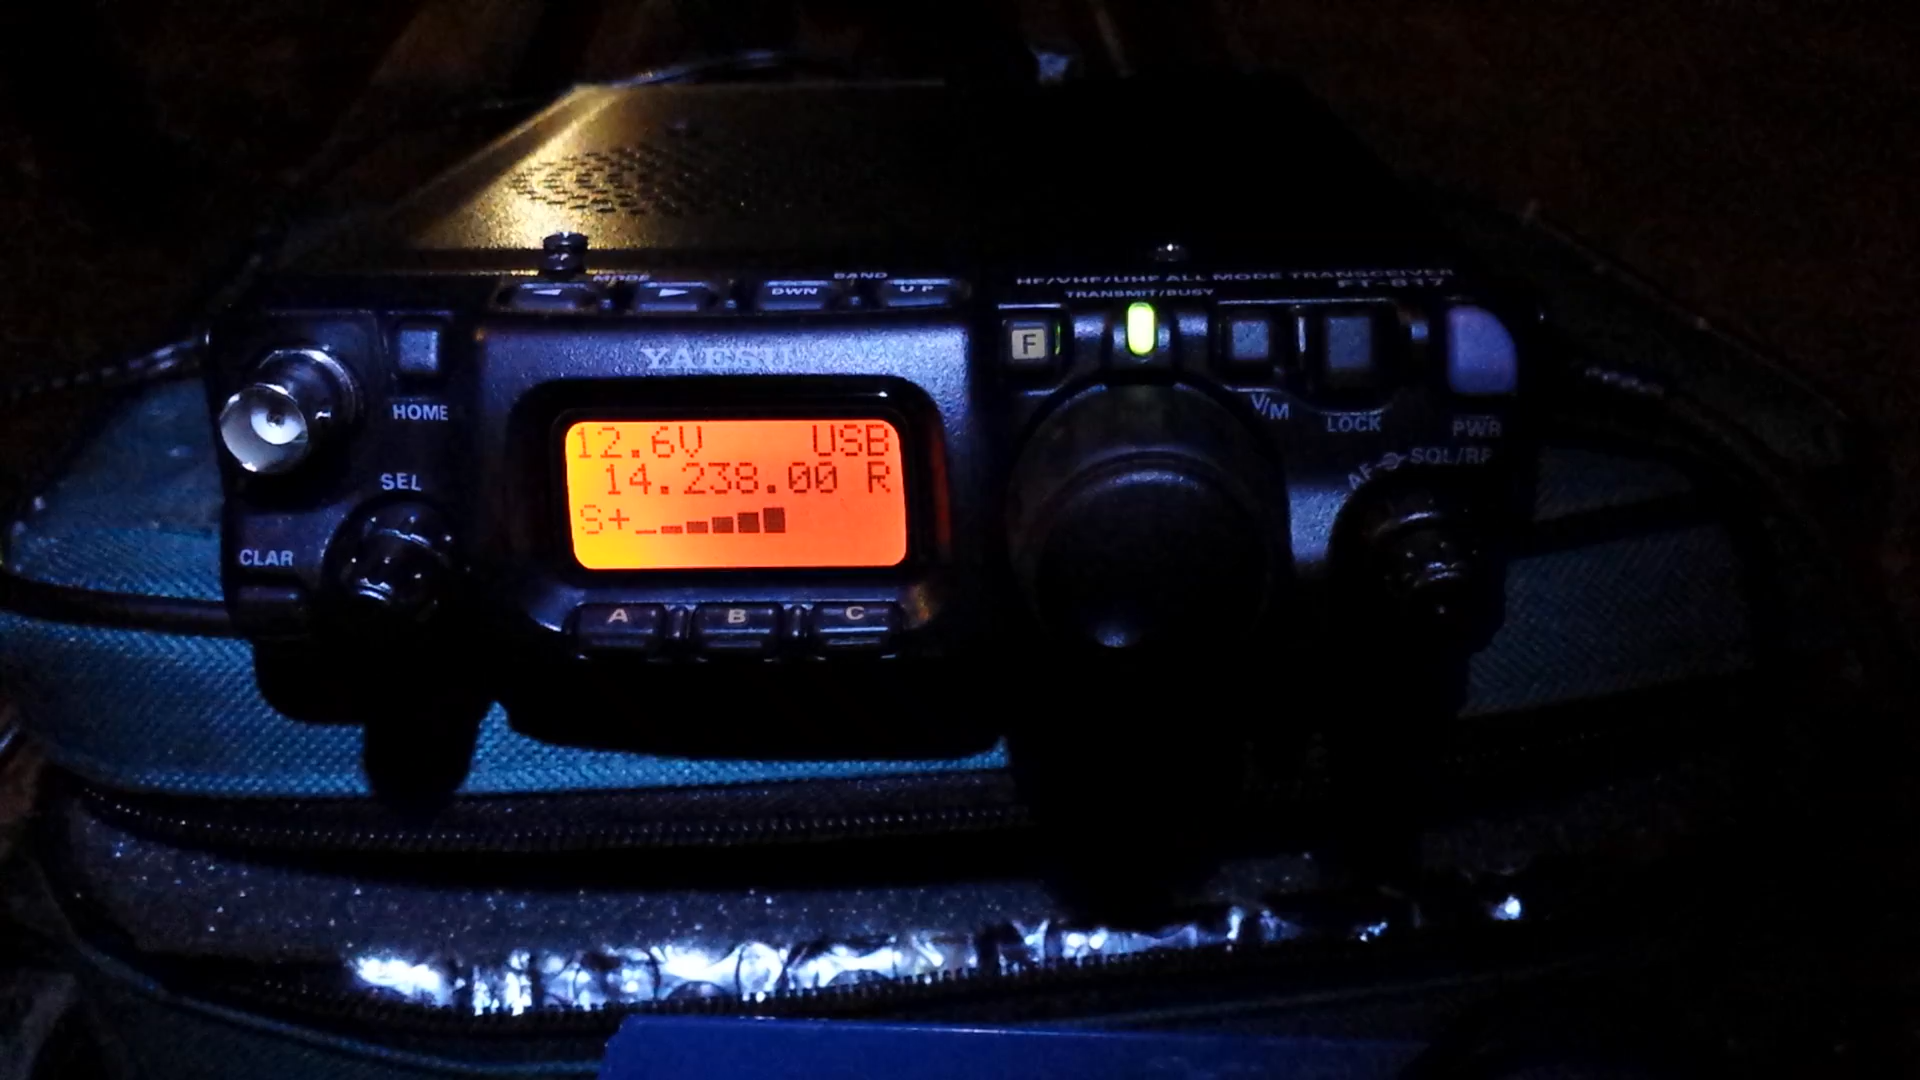 MODE
BAND
DWN
UP
HF/VHF/UHF ALL MODE TRANSCEIVER
FT-817
TRANSMIT/BUSY
YAESU
F
HOME
V/M
LOCK
PWR
12.6V USB
14.238.00 R
S+
AF
SQL/RF
SEL
CLAR
A B C